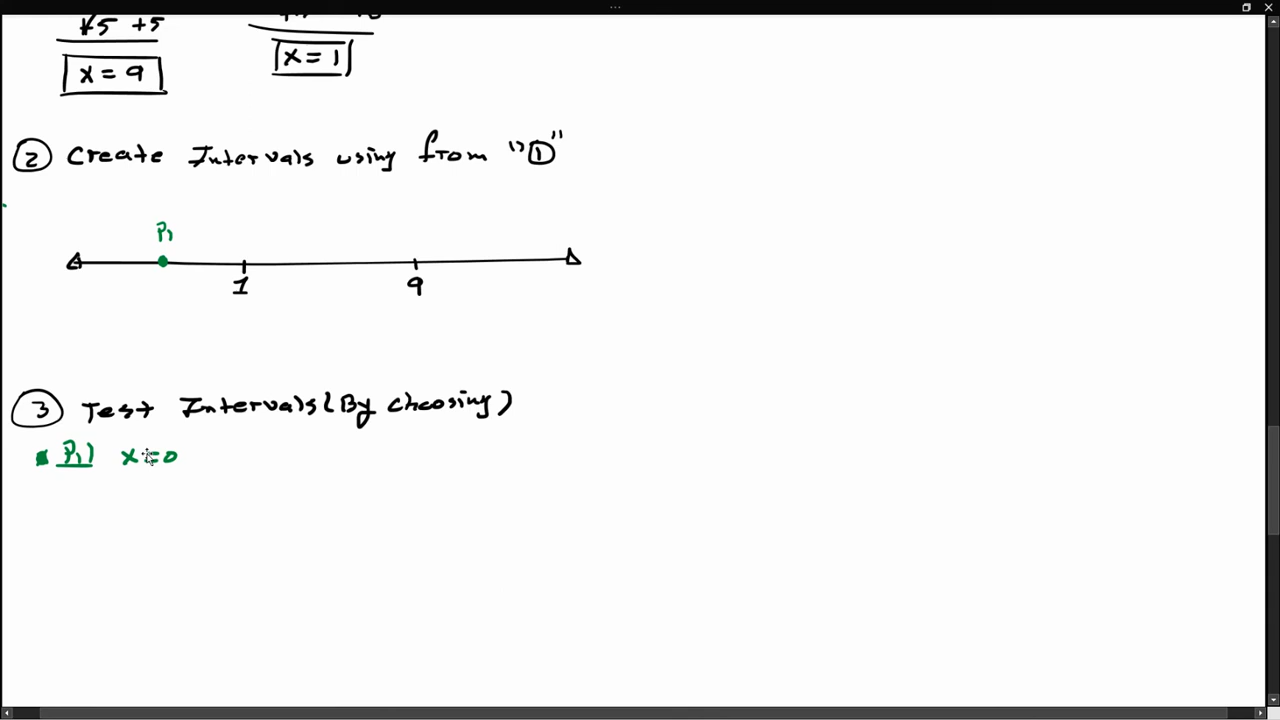 +5 +5
x = 9
x = 1
② Create Intervals using from "①"
P1
1
9
③ Test Intervals (By choosing)
P1) x = 0